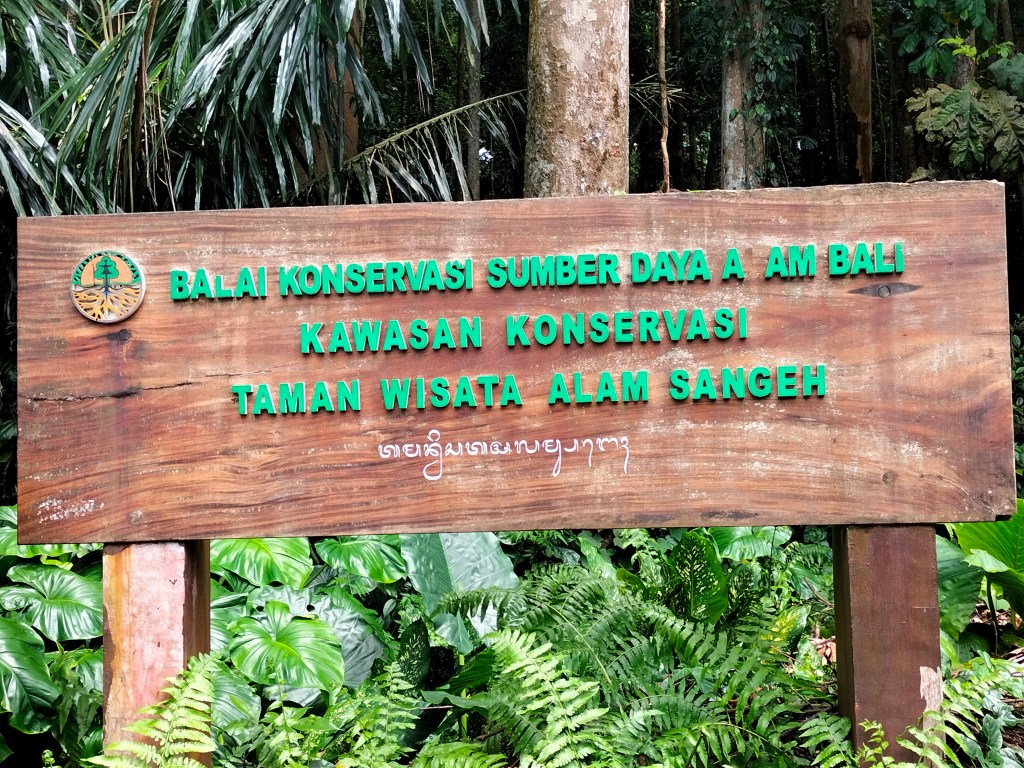 BALAI KONSERVASI SUMBER DAYA A AM BALI
KAWASAN KONSERVASI
TAMAN WISATA ALAM SANGEH